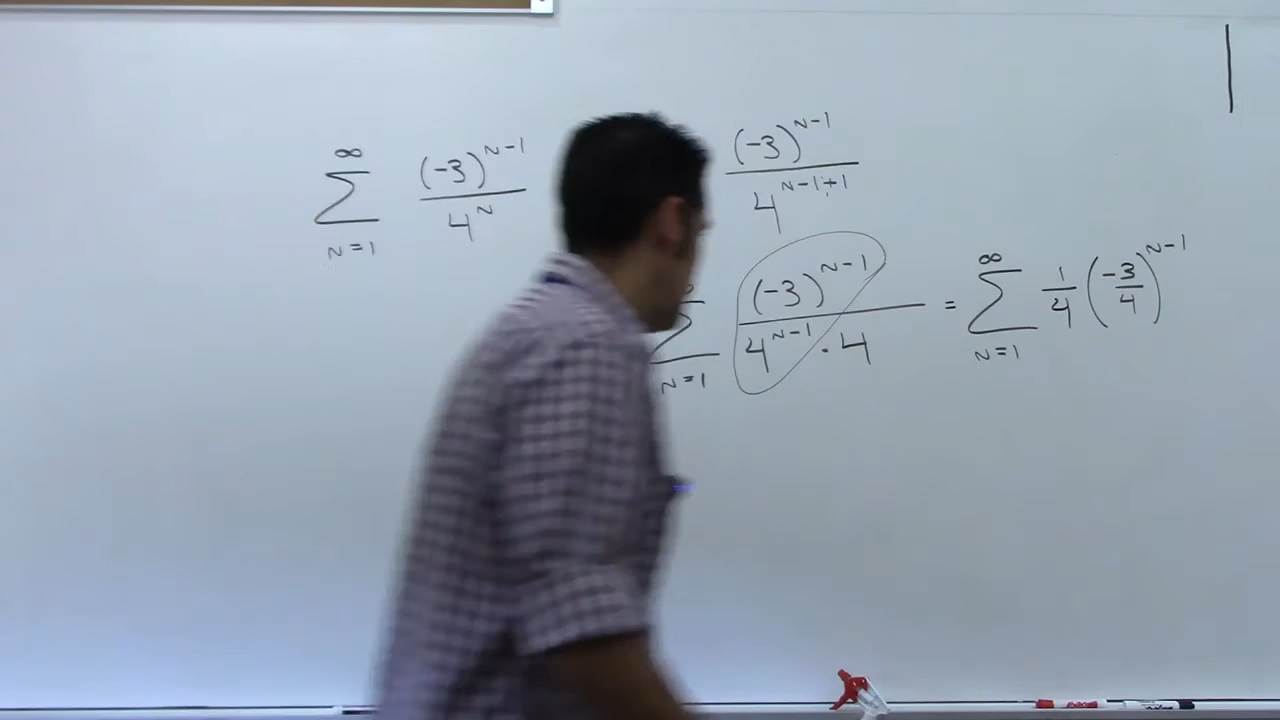 ∞ Σ N=1 (-3)^{N-1} / 4^N
(-3)^{N-1} / 4^{N-1+1}
Σ N=1 (-3)^{N-1} / 4^{N-1} · 4 = ∞ Σ N=1 1/4 (-3/4)^{N-1}